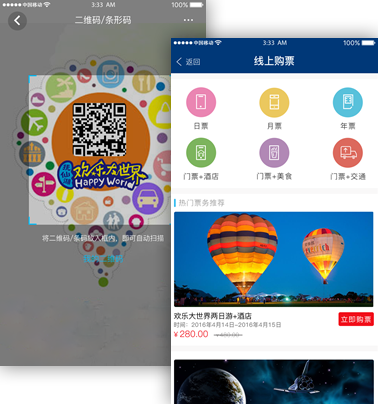 中国移动 3:33 AM 100%
二维码/条形码
欢乐大世界
Happy World
将二维码/条码放入框内，即可自动扫描
中国移动 3:33 AM 100%
返回 线上购票
日票 月票 年票
门票+酒店 门票+美食 门票+交通
热门票务推荐
欢乐大世界两日游+酒店
时间：2016年4月14日-2016年4月15日
立即购票
¥280.00